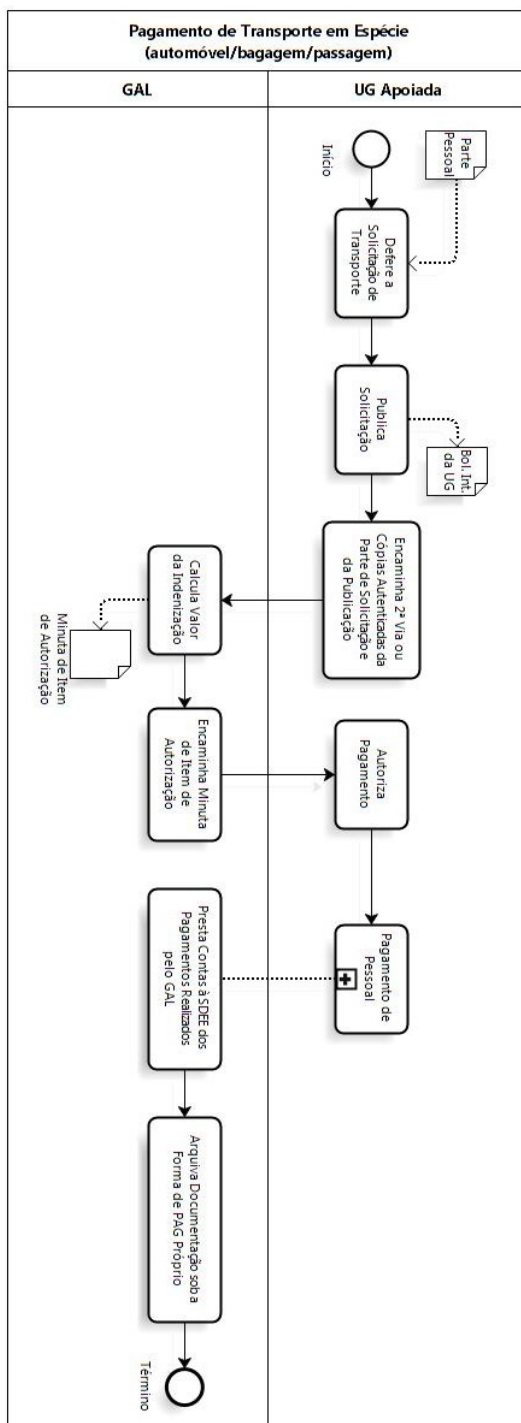 Pagamento de Transporte em Espécie
(automóvel/bagagem/passagem)
GAL
UG Apoiada
Parte
Pessoal
Início
Defere a
Solicitação de
Transporte
Publica
Solicitação
Bol. Int.
da UG
Encaminha 2ª Via ou
Cópias Autenticadas da
Parte de Solicitação e
da Publicação
Calcula Valor
da Indenização
Minuta de Item
de Autorização
Encaminha Minuta
de Item de
Autorização
Autoriza
Pagamento
Pagamento de
Pessoal
Presta Contas à SDEE dos
Pagamentos Realizados
pelo GAL
Arquiva Documentação sob a
Forma de PAG Próprio
Término